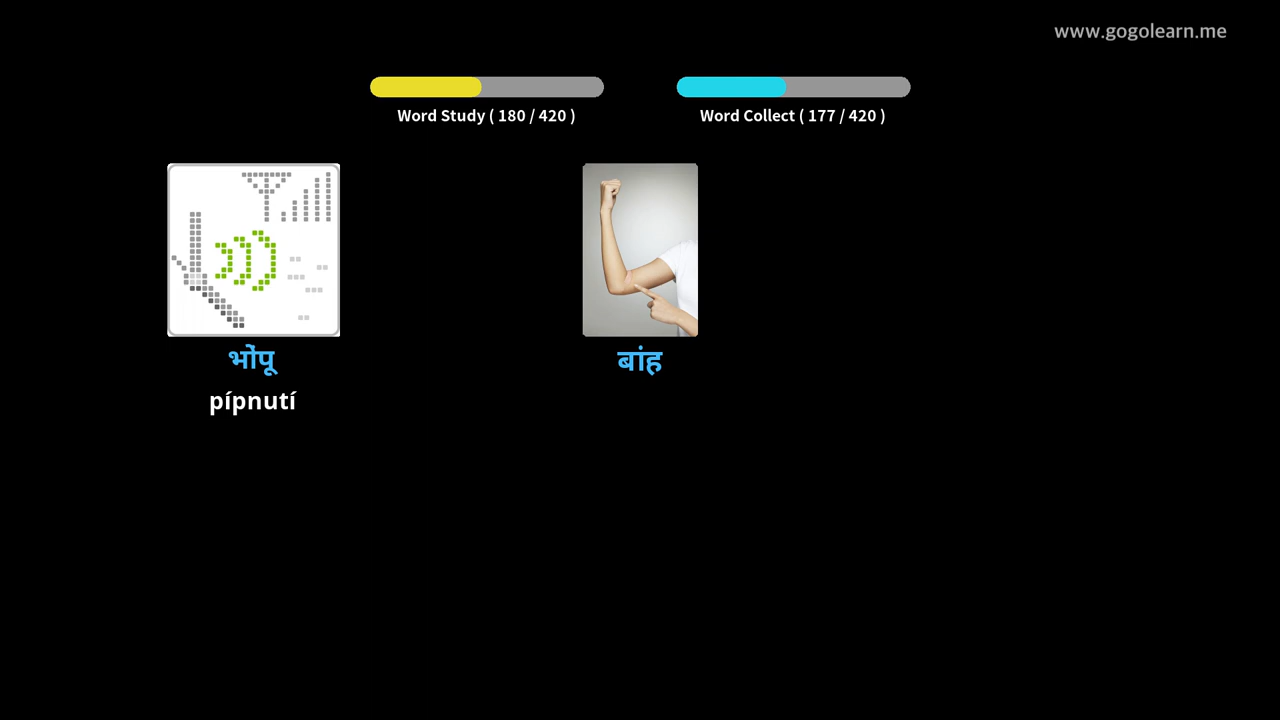 www.gogolearn.me
Word Study ( 180 / 420 )
Word Collect ( 177 / 420 )
भोंपू
बांह
pípnutí